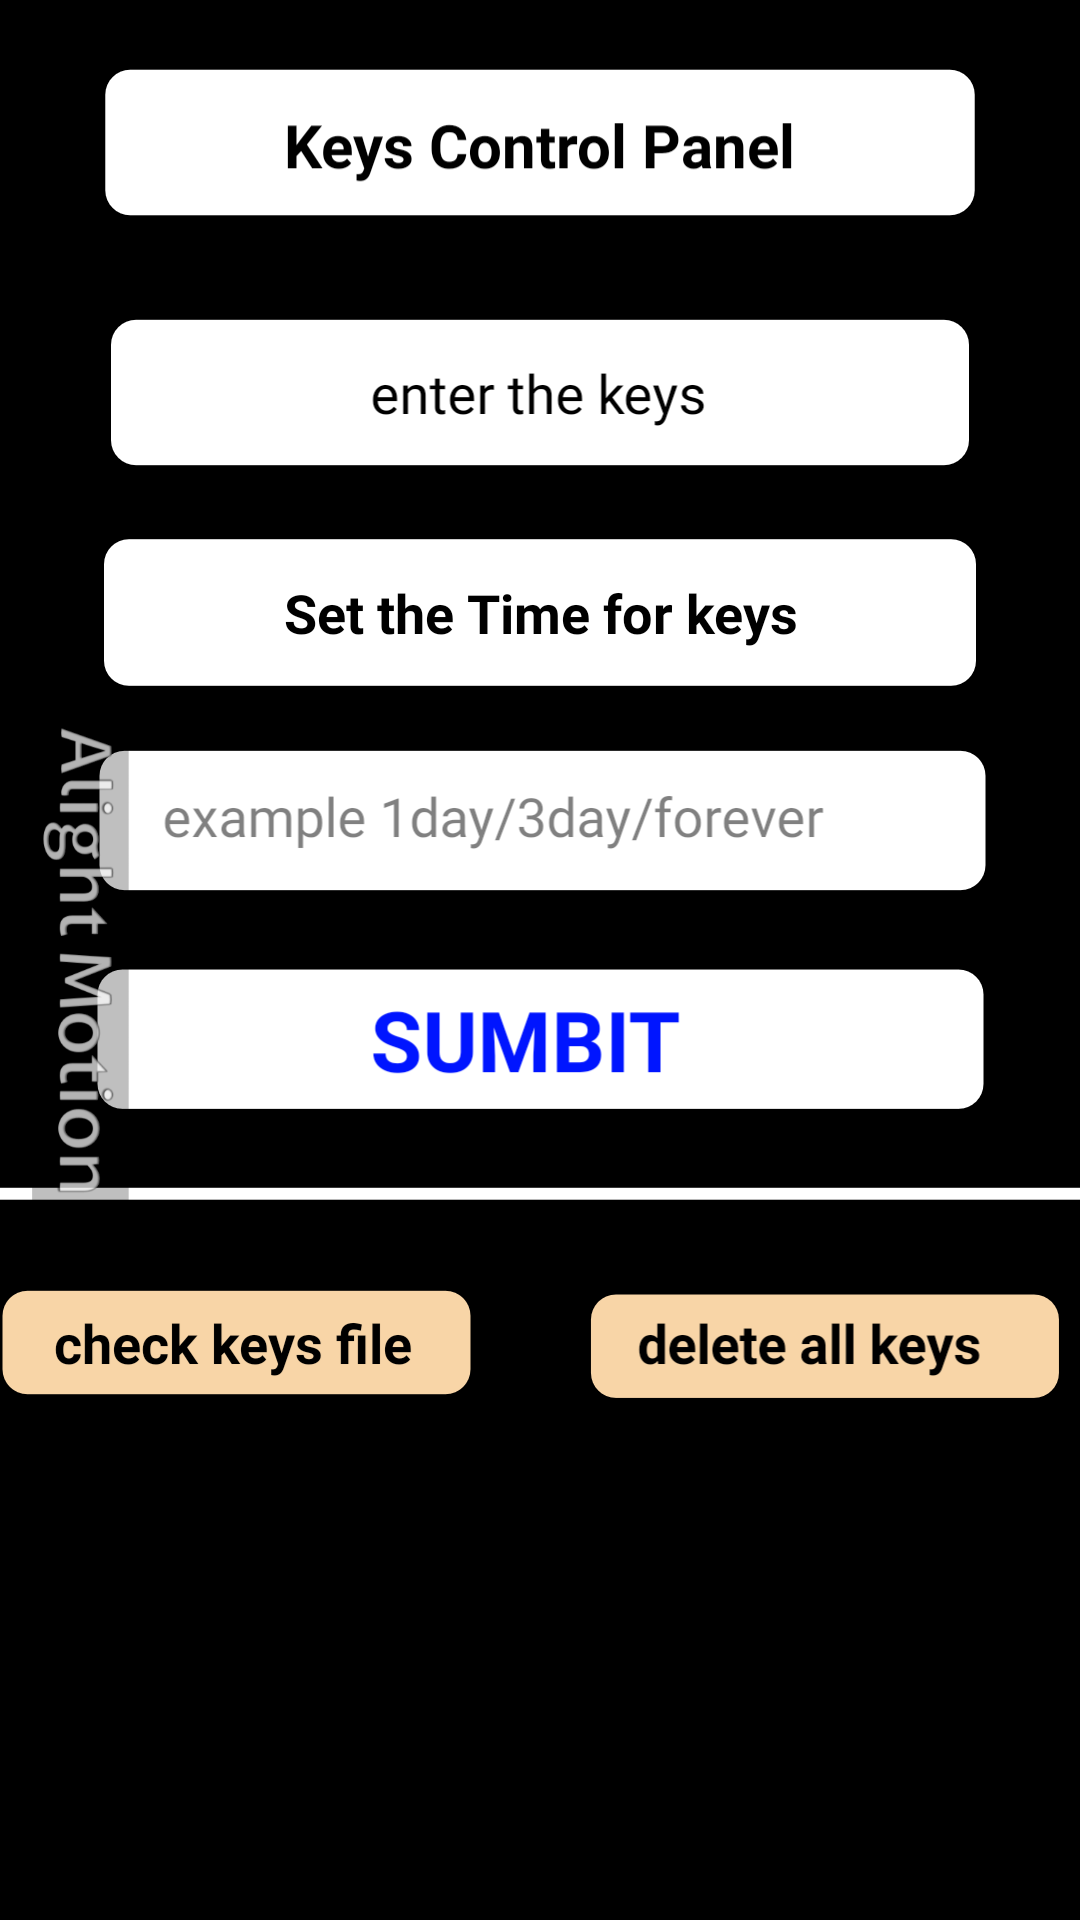 Keys Control Panel
enter the keys
Set the Time for keys
example 1day/3day/forever
SUMBIT
Alight Motion
check keys file
delete all keys